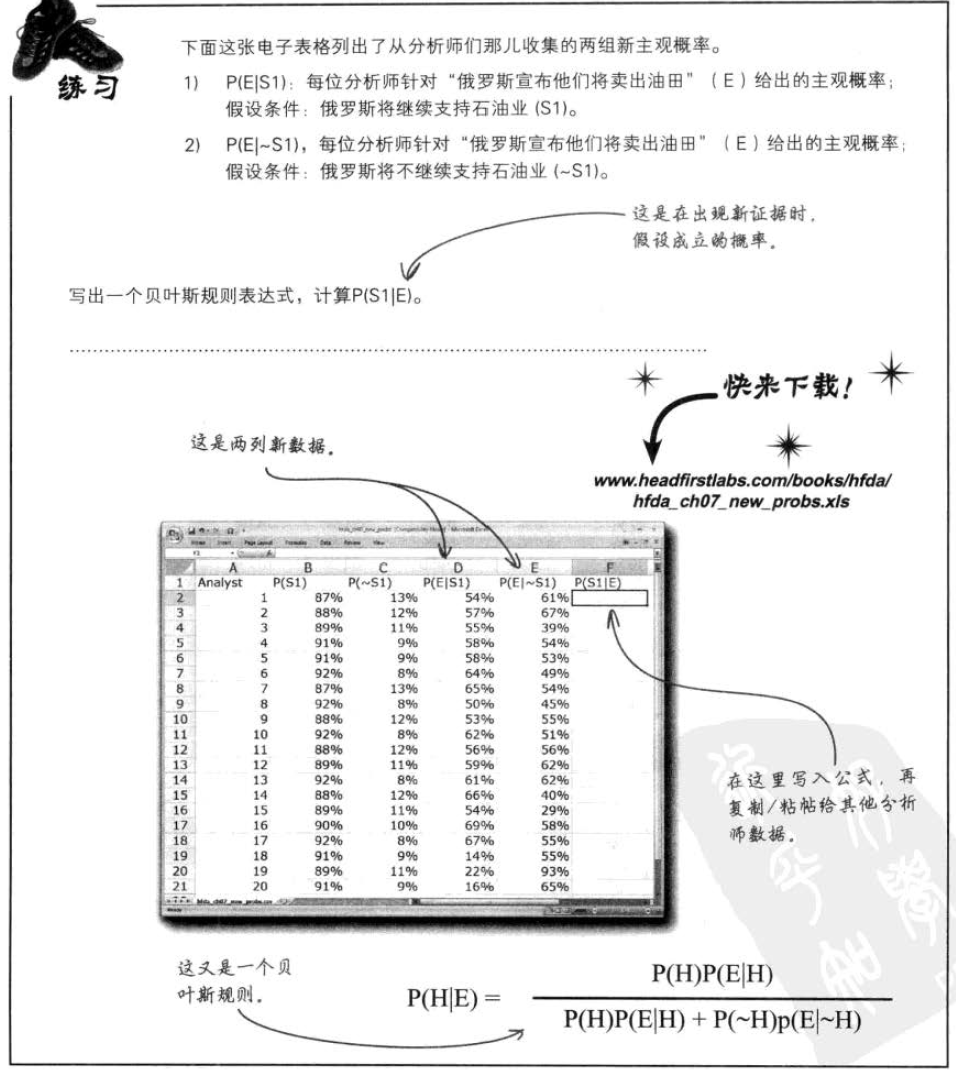 练习
下面这张电子表格列出了从分析师们那儿收集的两组新主观概率。
1) P(E|S1)：每位分析师针对“俄罗斯宣布他们将卖出油田”（E）给出的主观概率；
假设条件：俄罗斯将继续支持石油业 (S1)。
2) P(E|~S1)，每位分析师针对“俄罗斯宣布他们将卖出油田”（E）给出的主观概率；
假设条件：俄罗斯将不继续支持石油业 (~S1)。
这是在出现新证据时，
假设成立的概率。
写出一个贝叶斯规则表达式，计算P(S1|E)。
快来下载！
这是两列新数据。
www.headfirstlabs.com/books/hfda/
hfda_ch07_new_probs.xls
A B C D E F
1 Analyst P(S1) P(~S1) P(E|S1) P(E|~S1) P(S1|E)
2 1 87% 13% 54% 61%
3 2 88% 12% 57% 67%
4 3 89% 11% 55% 39%
5 4 91% 9% 58% 54%
6 5 91% 9% 58% 53%
7 6 92% 8% 64% 49%
8 7 87% 13% 65% 54%
9 8 92% 8% 50% 45%
10 9 88% 12% 53% 55%
11 10 92% 8% 62% 51%
12 11 88% 12% 56% 56%
13 12 89% 11% 59% 62%
14 13 92% 8% 61% 62%
15 14 88% 12% 66% 40%
16 15 89% 11% 54% 29%
17 16 90% 10% 69% 58%
18 17 92% 8% 67% 55%
19 18 91% 9% 14% 55%
20 19 89% 11% 22% 93%
21 20 91% 9% 16% 65%
在这里写入公式，再
复制/粘帖给其他分析
师数据。
这又是一个贝
叶斯规则。
P(H|E) =
P(H)P(E|H)
P(H)P(E|H) + P(~H)p(E|~H)